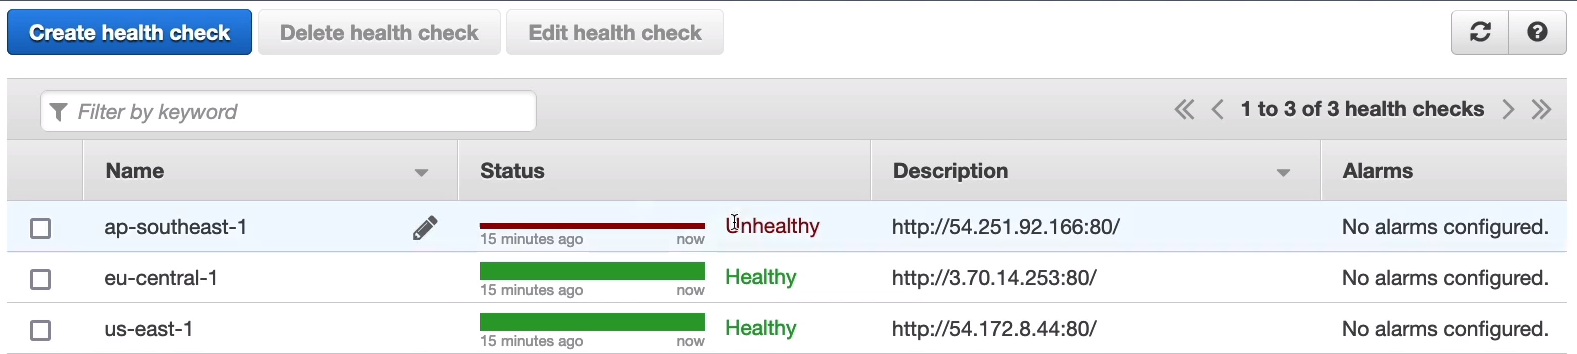 Create health check Delete health check Edit health check
Filter by keyword 1 to 3 of 3 health checks
Name Status Description Alarms
ap-southeast-1 Unhealthy http://54.251.92.166:80/ No alarms configured.
15 minutes ago now
eu-central-1 Healthy http://3.70.14.253:80/ No alarms configured.
15 minutes ago now
us-east-1 Healthy http://54.172.8.44:80/ No alarms configured.
15 minutes ago now